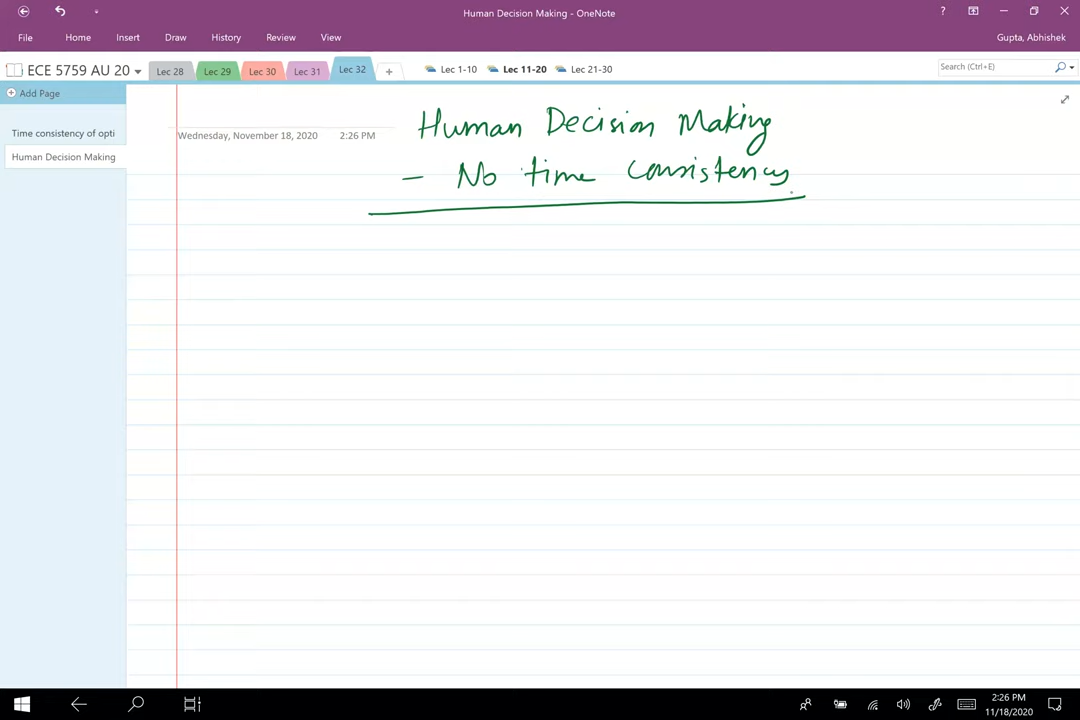 Human Decision Making - OneNote
?
File Home Insert Draw History Review View
Gupta, Abhishek
ECE 5759 AU 20
Lec 28 Lec 29 Lec 30 Lec 31 Lec 32 +
Lec 1-10 Lec 11-20 Lec 21-30
Search (Ctrl+E)
Add Page
Time consistency of opti
Human Decision Making
Wednesday, November 18, 2020 2:26 PM
Human Decision Making
- No time consistency
2:26 PM
11/18/2020